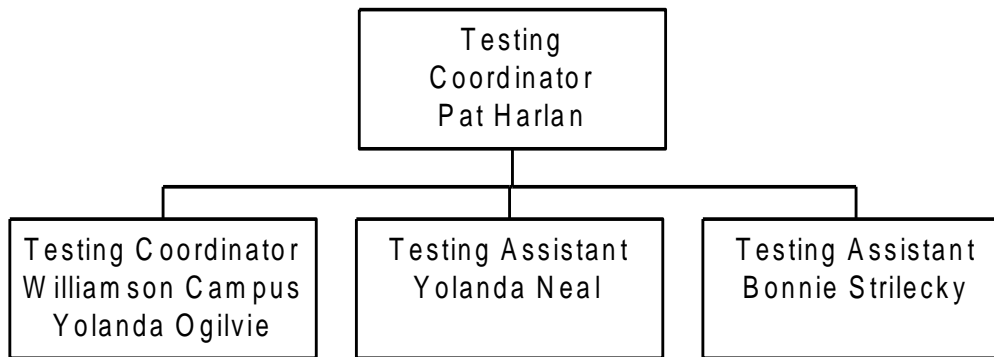 Testing
Coordinator
Pat Harlan
Testing Coordinator
Williamson Campus
Yolanda Ogilvie
Testing Assistant
Yolanda Neal
Testing Assistant
Bonnie Strilecky